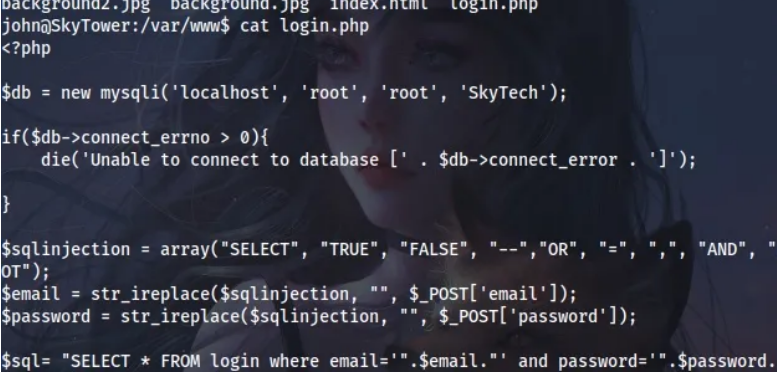 background2.jpg  background.jpg  index.html  login.php
john@SkyTower:/var/www$ cat login.php
<?php
$db = new mysqli('localhost', 'root', 'root', 'SkyTech');
if($db->connect_errno > 0){
    die('Unable to connect to database [' . $db->connect_error . ']');
}
$sqlinjection = array("SELECT", "TRUE", "FALSE", "--","OR", "=", ",", "AND", "
OT");
$email = str_ireplace($sqlinjection, "", $_POST['email']);
$password = str_ireplace($sqlinjection, "", $_POST['password']);
$sql= "SELECT * FROM login where email='".$email."' and password='".$password.